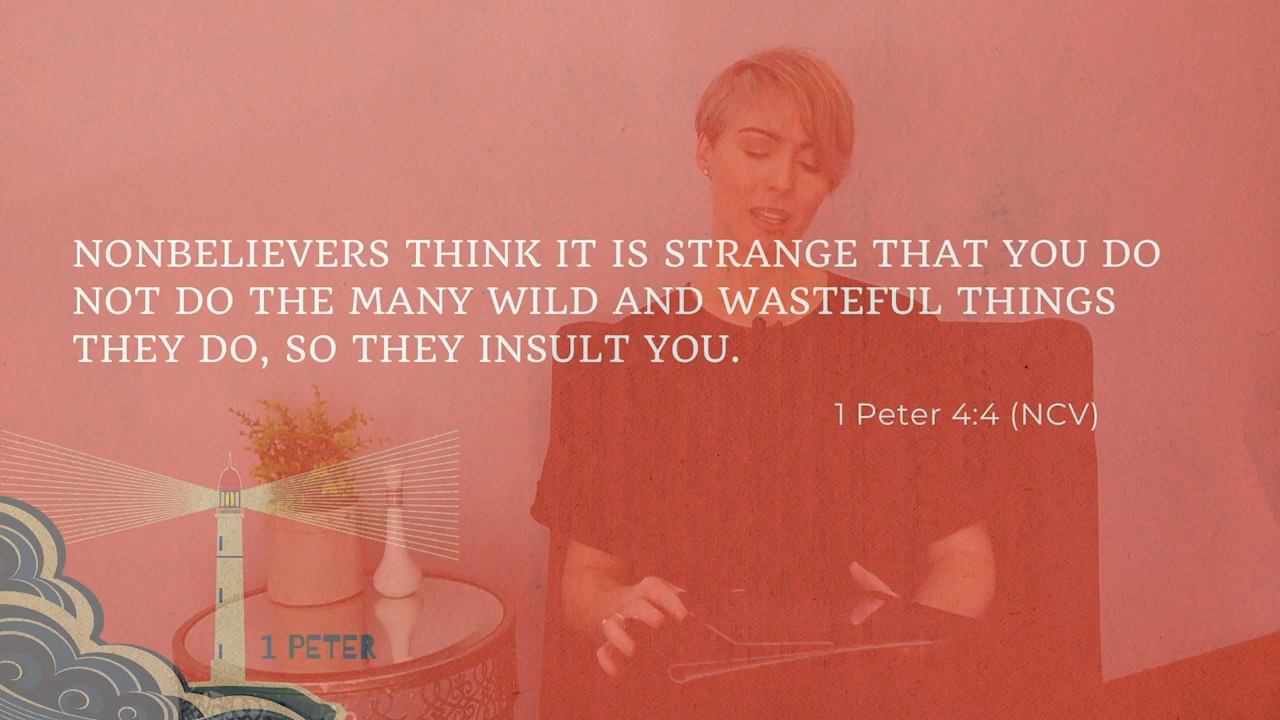 NONBELIEVERS THINK IT IS STRANGE THAT YOU DO
NOT DO THE MANY WILD AND WASTEFUL THINGS
THEY DO, SO THEY INSULT YOU.
1 Peter 4:4 (NCV)
1 PETER